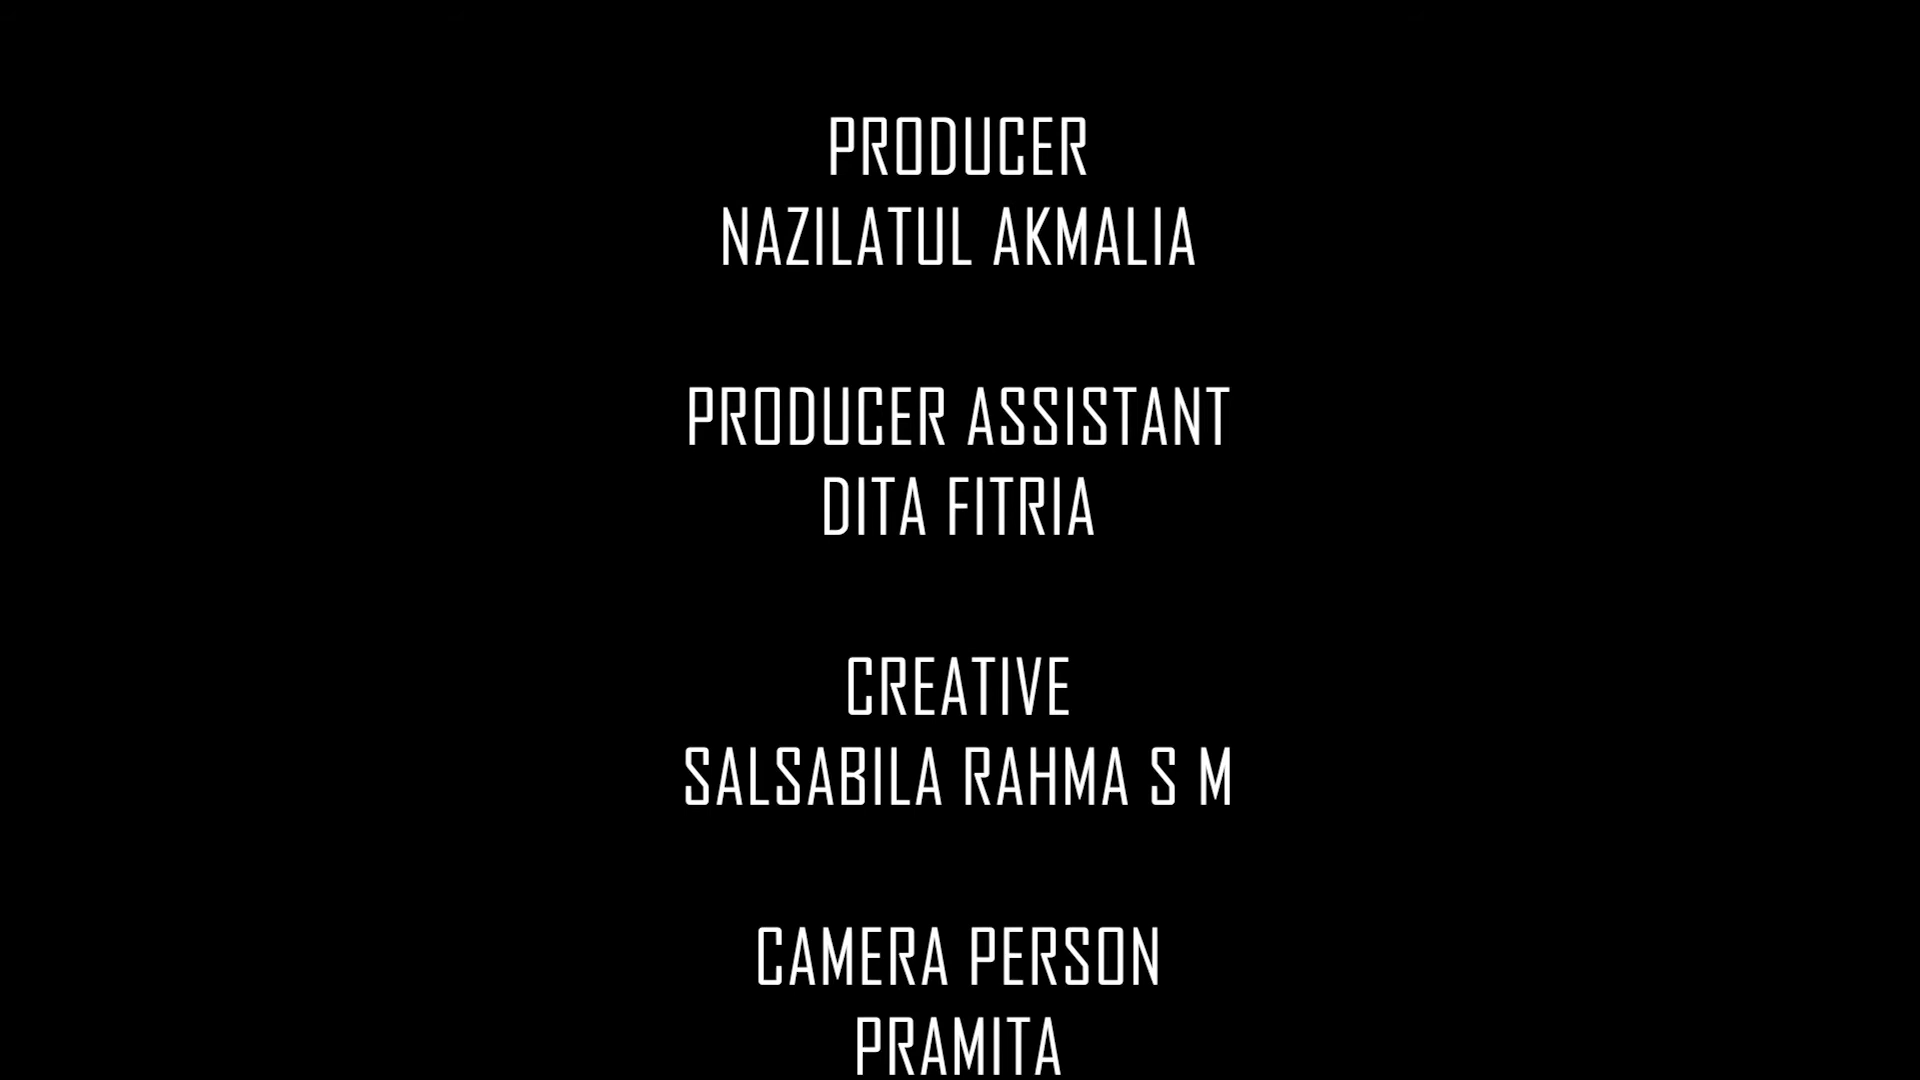 PRODUCER
NAZILATUL AKMALIA
PRODUCER ASSISTANT
DITA FITRIA
CREATIVE
SALSABILA RAHMA S M
CAMERA PERSON
PRAMITA